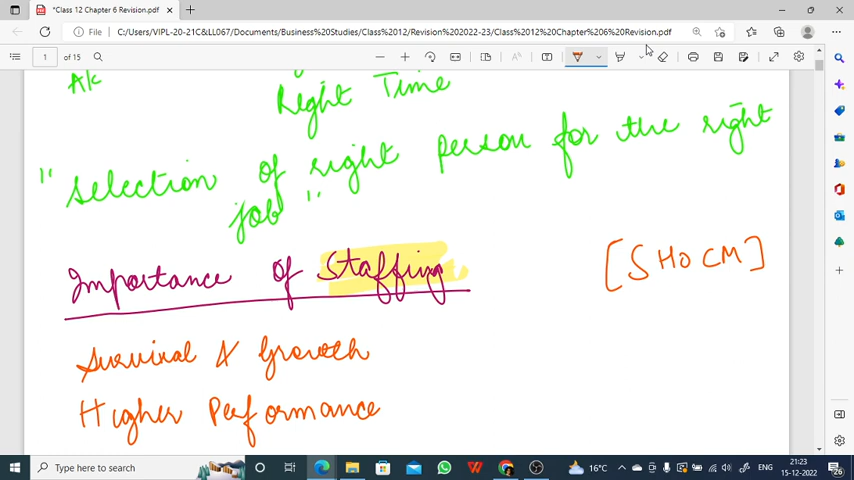 *Class 12 Chapter 6 Revision.pdf
File
C:/Users/VIPL-20-21C&LL067/Documents/Business%20Studies/Class%2012/Revision%202022-23/Class%2012%20Chapter%206%20Revision.pdf
1 of 15
AK
Right Time
"Selection of right person for the right
job"
Importance of Staffing
[SHOCM]
Survival & Growth
Higher Performance
Type here to search
16°C
ENG
21:23
15-12-2022
26